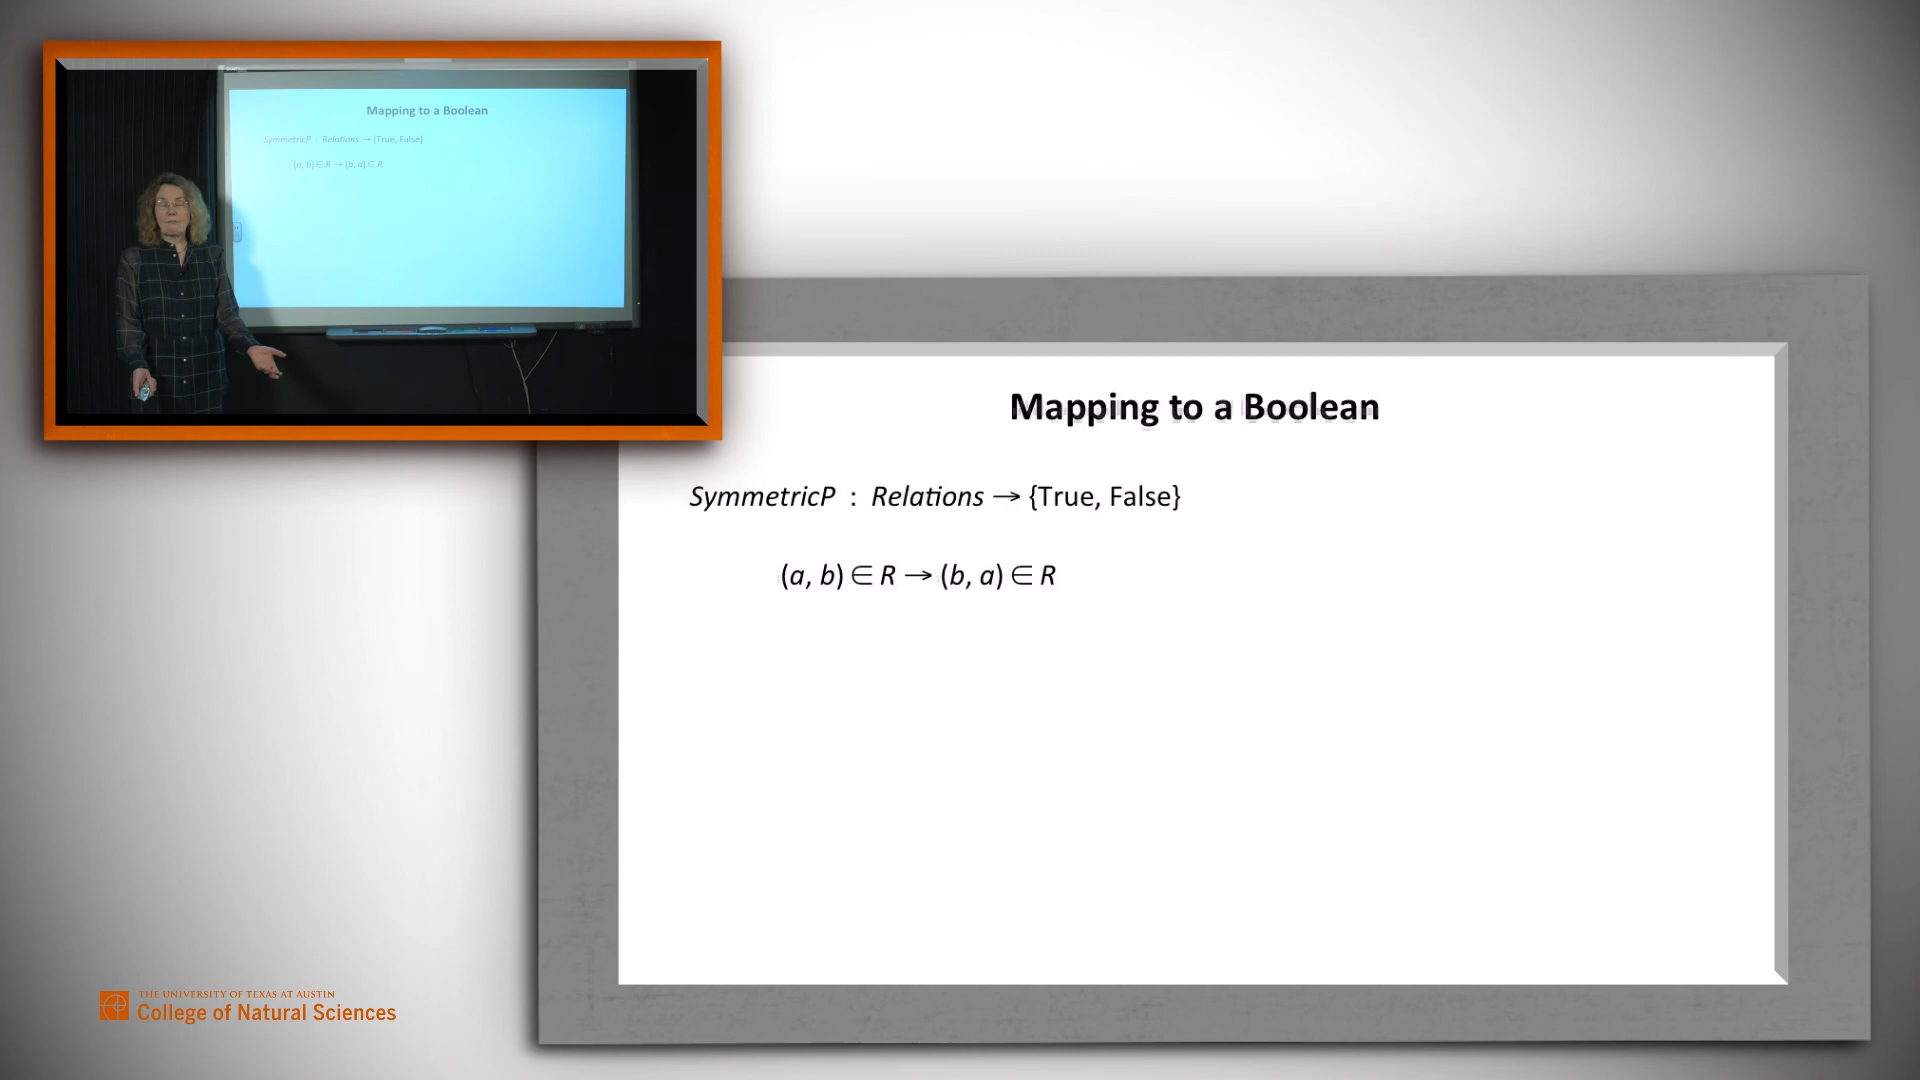 Mapping to a Boolean
SymmetricP : Relations → {True, False}
(a, b) ∈ R → (b, a) ∈ R
Mapping to a Boolean
SymmetricP : Relations → {True, False}
(a, b) ∈ R → (b, a) ∈ R
THE UNIVERSITY OF TEXAS AT AUSTIN
College of Natural Sciences